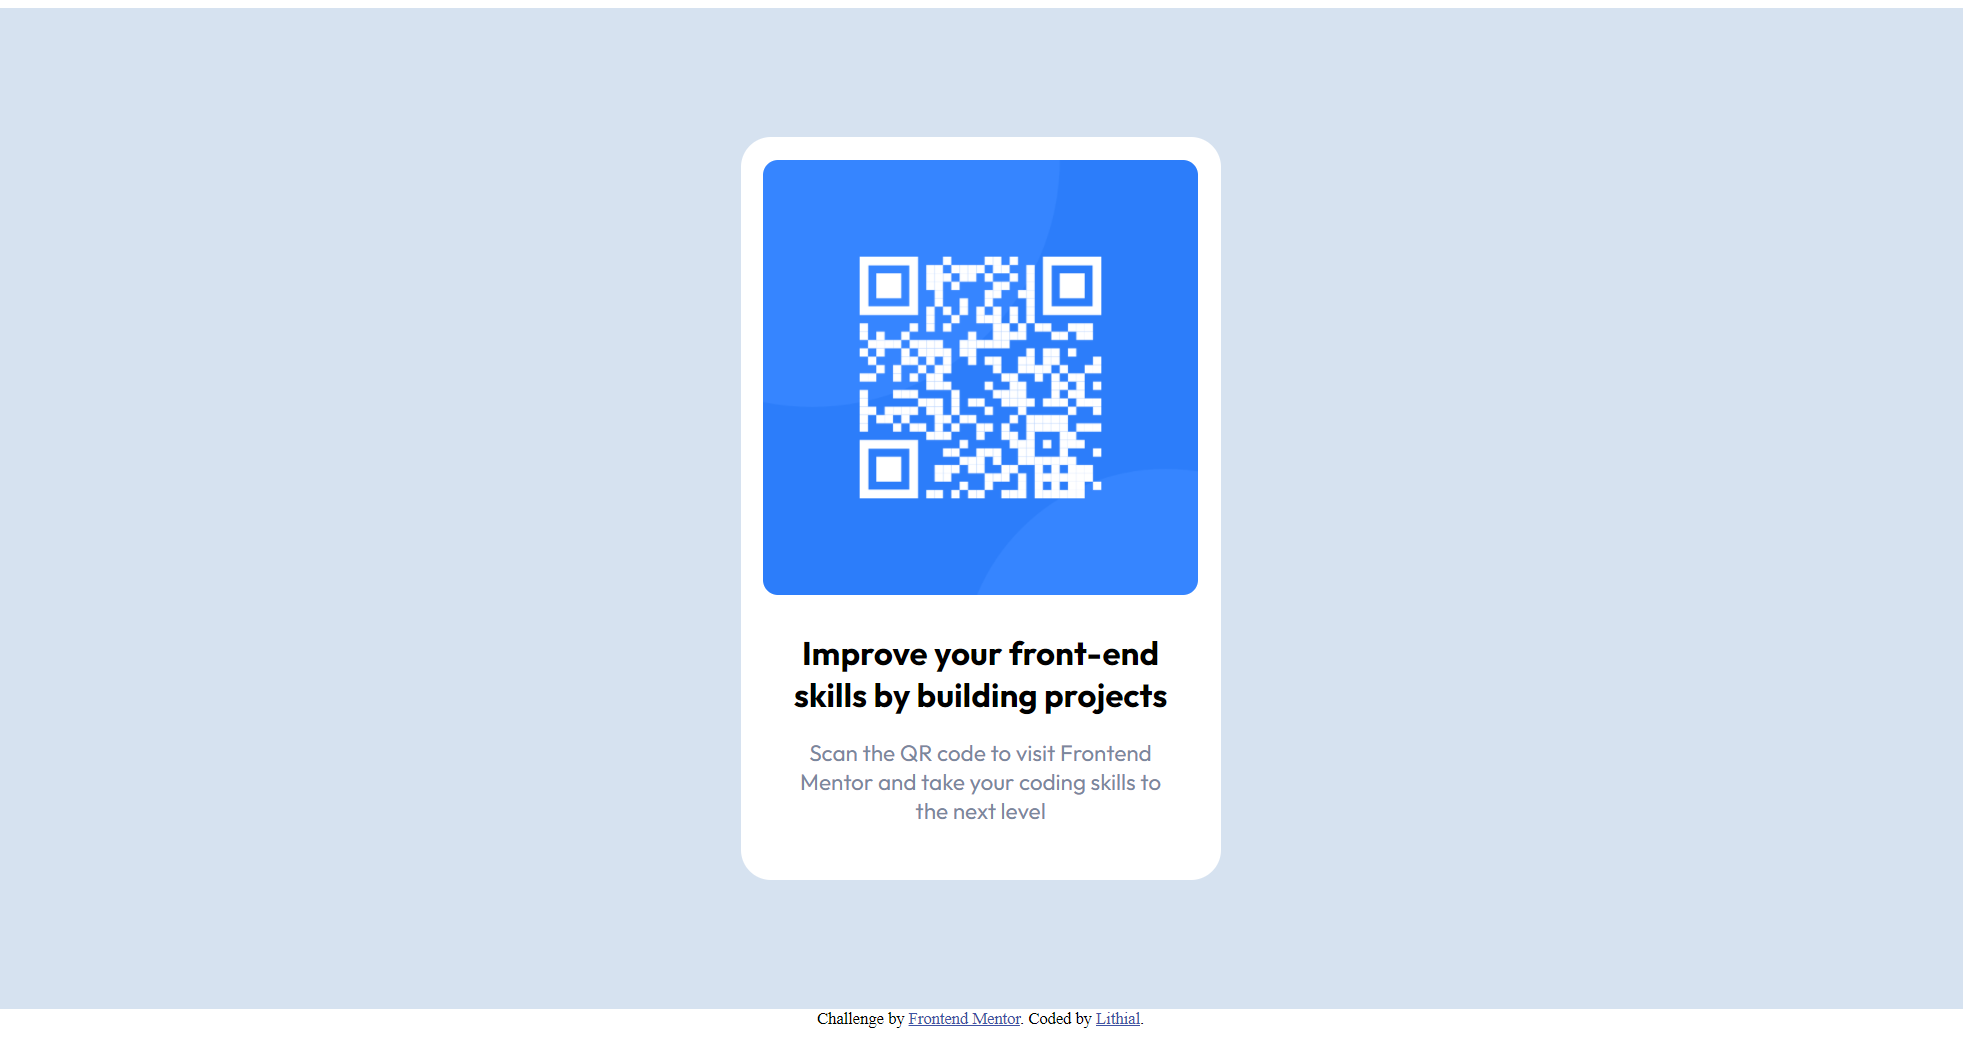 Improve your front-end
skills by building projects
Scan the QR code to visit Frontend
Mentor and take your coding skills to
the next level
Challenge by Frontend Mentor. Coded by Lithial.